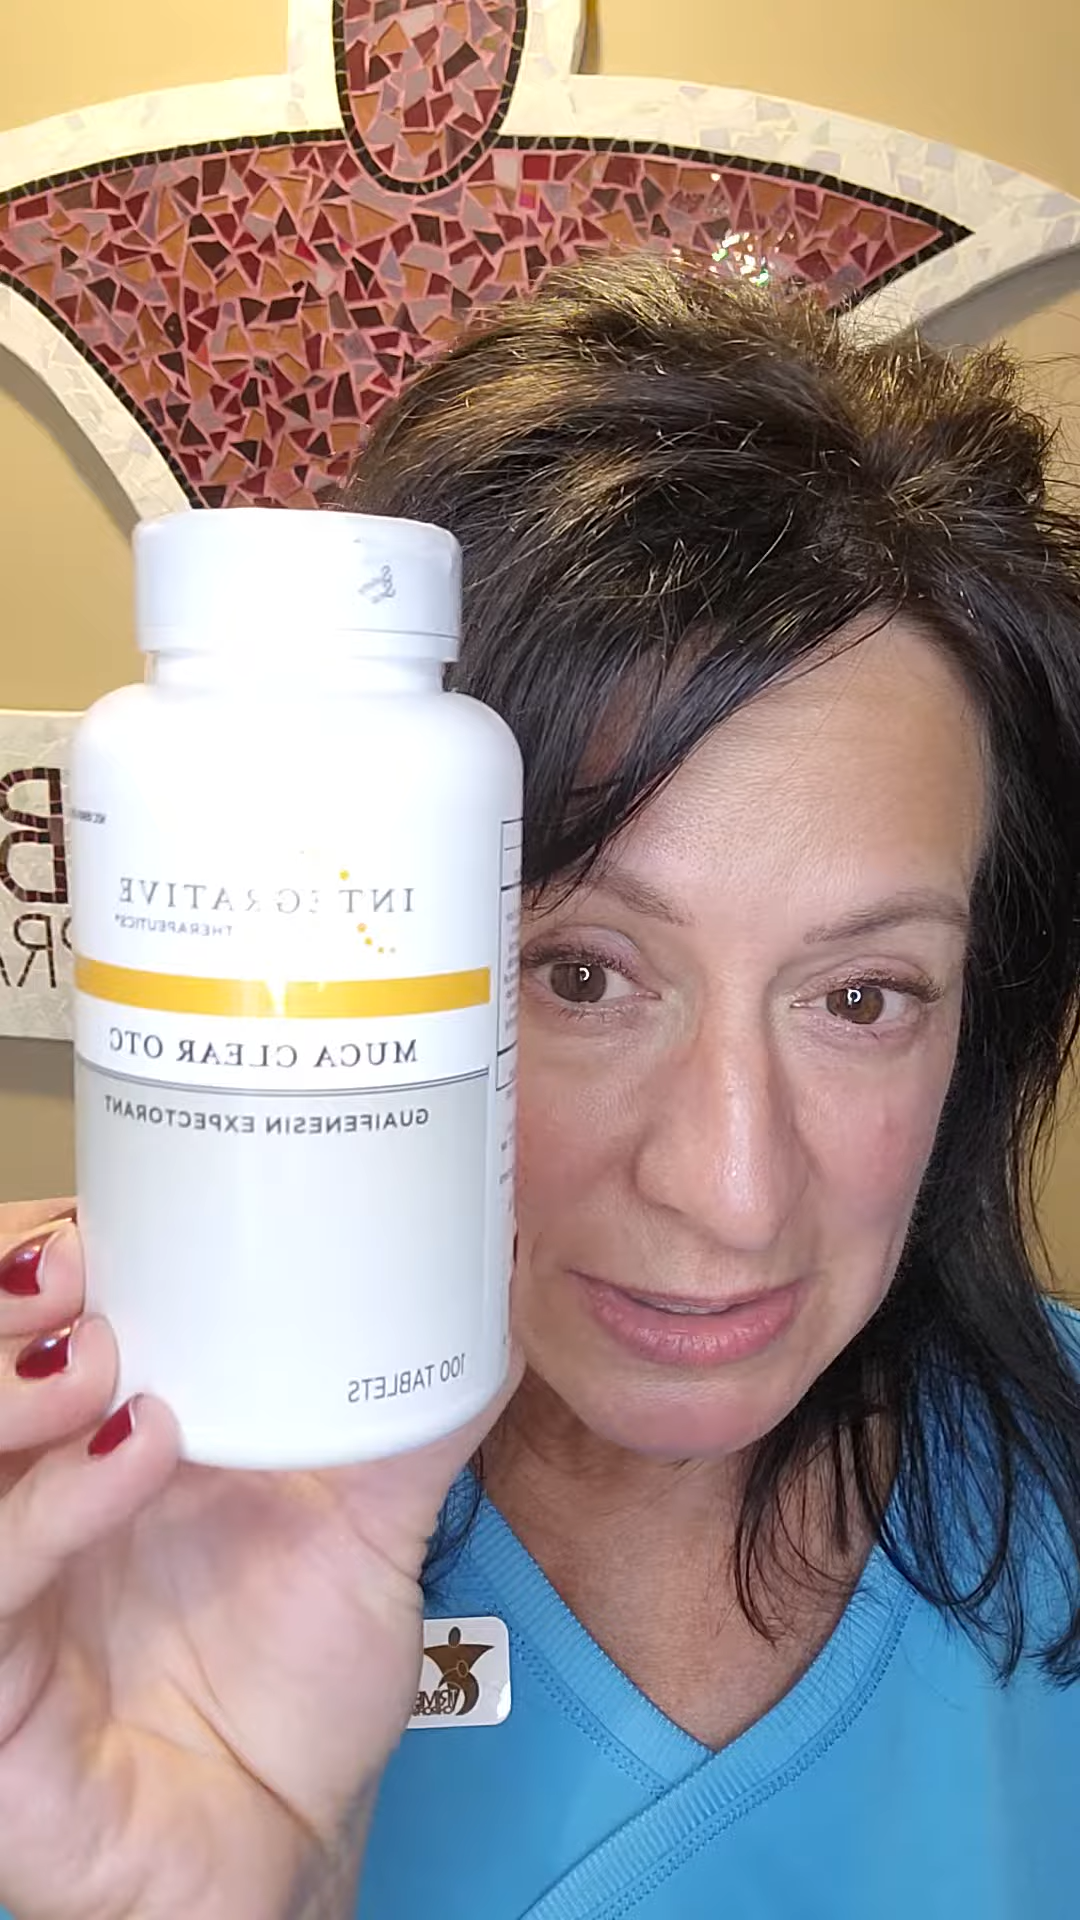 INTEGRATIVE
THERAPEUTICS®
MUCA CLEAR OTC
GUAIFENESIN EXPECTORANT
100 TABLETS